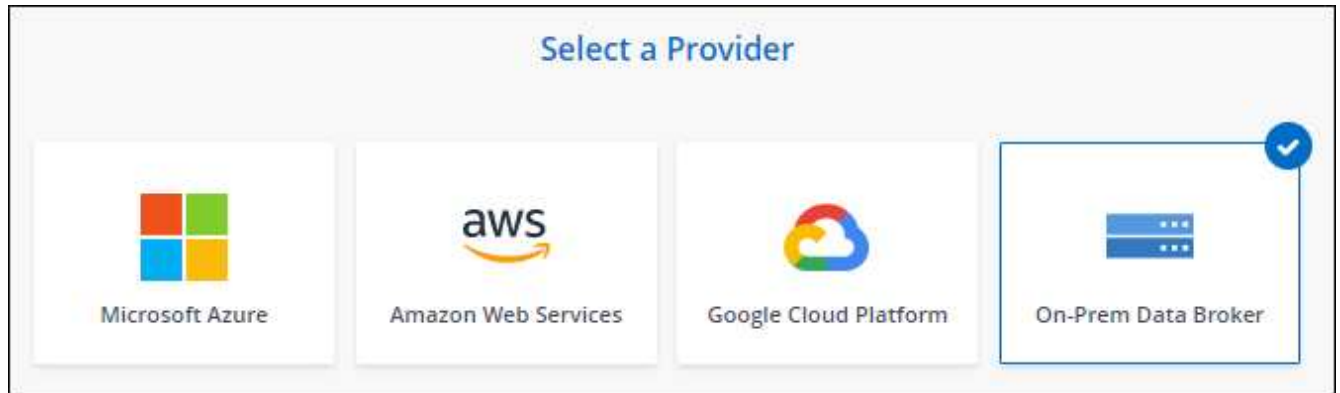 Select a Provider
aws
Microsoft Azure
Amazon Web Services
Google Cloud Platform
On-Prem Data Broker